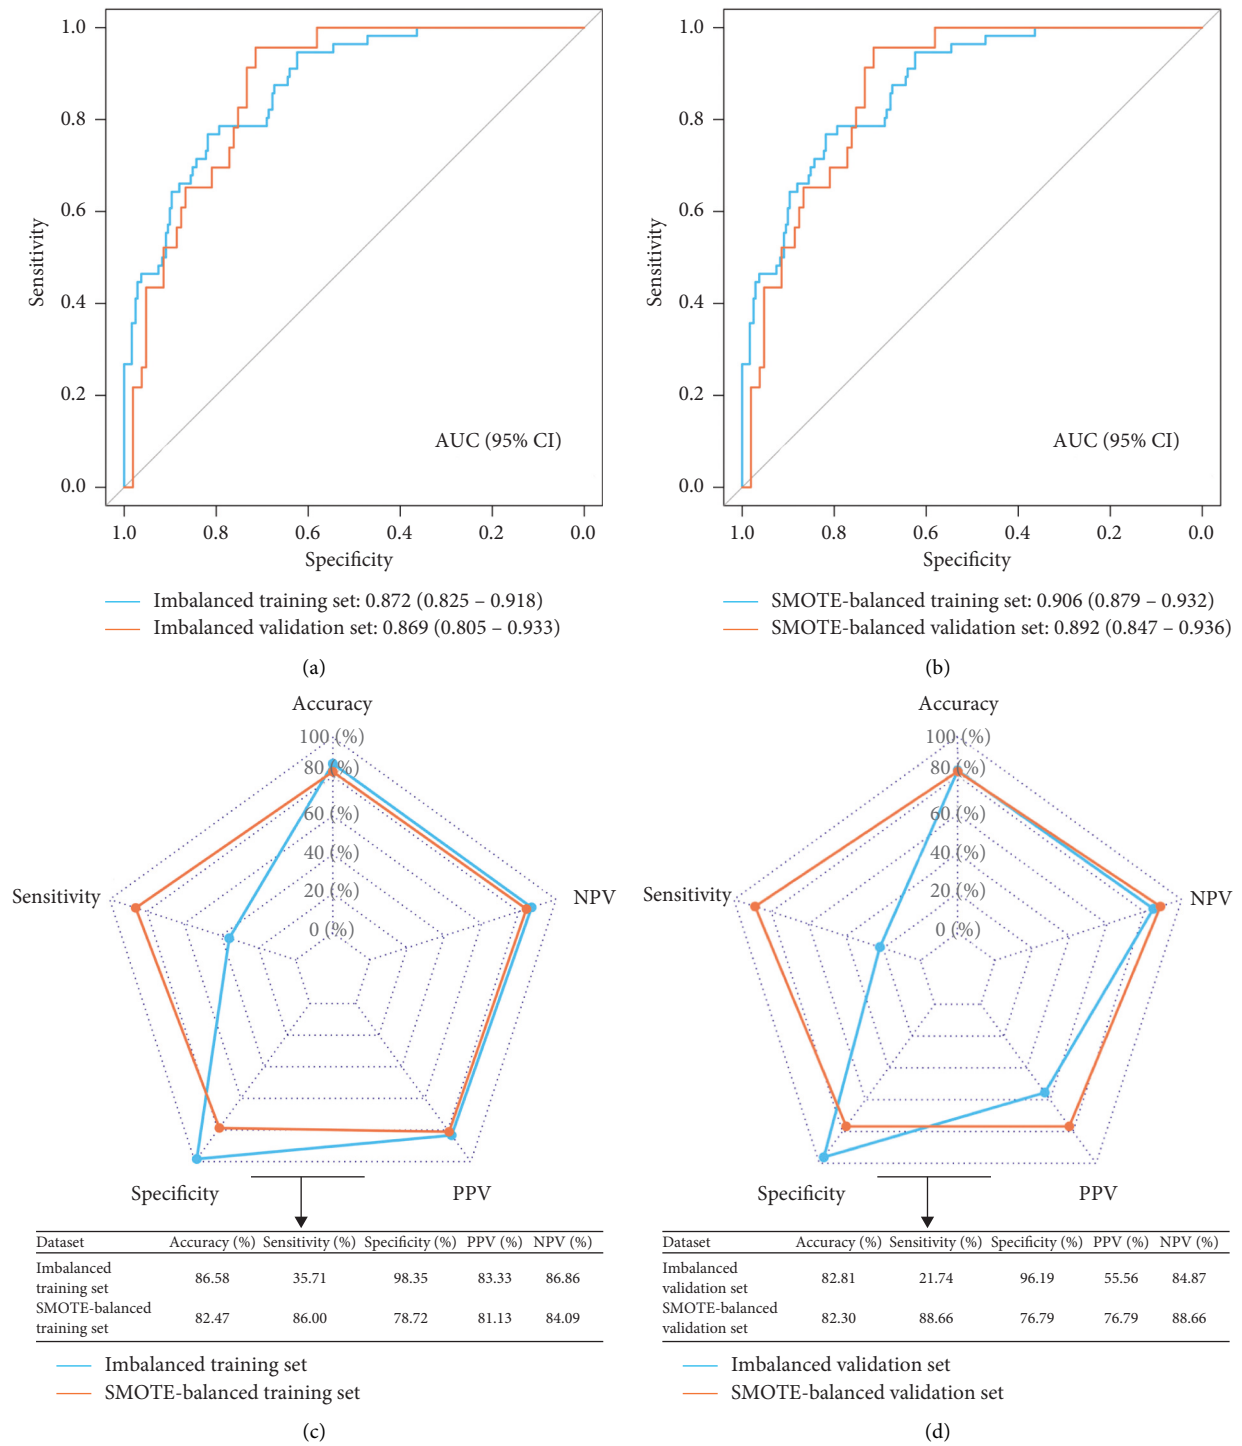 1.0
0.8
0.6
0.4
0.2
0.0
Sensitivity
AUC (95% CI)
1.0 0.8 0.6 0.4 0.2 0.0
Specificity
Imbalanced training set: 0.872 (0.825 – 0.918)
Imbalanced validation set: 0.869 (0.805 – 0.933)
(a)
1.0
0.8
0.6
0.4
0.2
0.0
Sensitivity
AUC (95% CI)
1.0 0.8 0.6 0.4 0.2 0.0
Specificity
SMOTE-balanced training set: 0.906 (0.879 – 0.932)
SMOTE-balanced validation set: 0.892 (0.847 – 0.936)
(b)
Accuracy
100 (%)
80 (%)
60 (%)
40 (%)
20 (%)
0 (%)
Sensitivity
NPV
Specificity
PPV
Dataset Accuracy (%) Sensitivity (%) Specificity (%) PPV (%) NPV (%)
Imbalanced
training set 86.58 35.71 98.35 83.33 86.86
SMOTE-balanced
training set 82.47 86.00 78.72 81.13 84.09
Imbalanced training set
SMOTE-balanced training set
(c)
Accuracy
100 (%)
80 (%)
60 (%)
40 (%)
20 (%)
0 (%)
Sensitivity
NPV
Specificity
PPV
Dataset Accuracy (%) Sensitivity (%) Specificity (%) PPV (%) NPV (%)
Imbalanced
validation set 82.81 21.74 96.19 55.56 84.87
SMOTE-balanced
validation set 82.30 88.66 76.79 76.79 88.66
Imbalanced validation set
SMOTE-balanced validation set
(d)